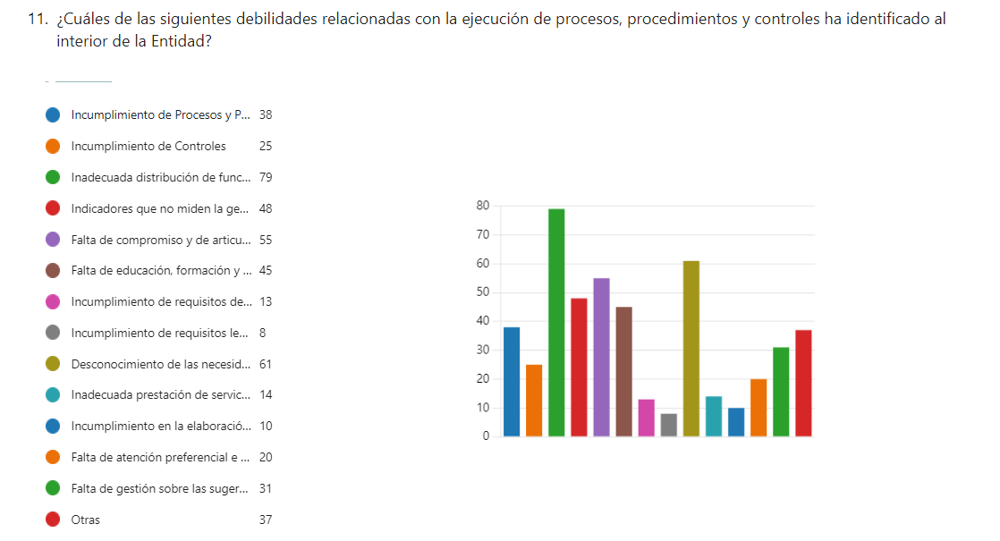 11. ¿Cuáles de las siguientes debilidades relacionadas con la ejecución de procesos, procedimientos y controles ha identificado al
interior de la Entidad?
Incumplimiento de Procesos y P... 38
Incumplimiento de Controles 25
Inadecuada distribución de func... 79
Indicadores que no miden la ge... 48
Falta de compromiso y de articu... 55
Falta de educación, formación y ... 45
Incumplimiento de requisitos de... 13
Incumplimiento de requisitos le... 8
Desconocimiento de las necesid... 61
Inadecuada prestación de servic... 14
Incumplimiento en la elaboració... 10
Falta de atención preferencial e ... 20
Falta de gestión sobre las suger... 31
Otras 37
80
70
60
50
40
30
20
10
0